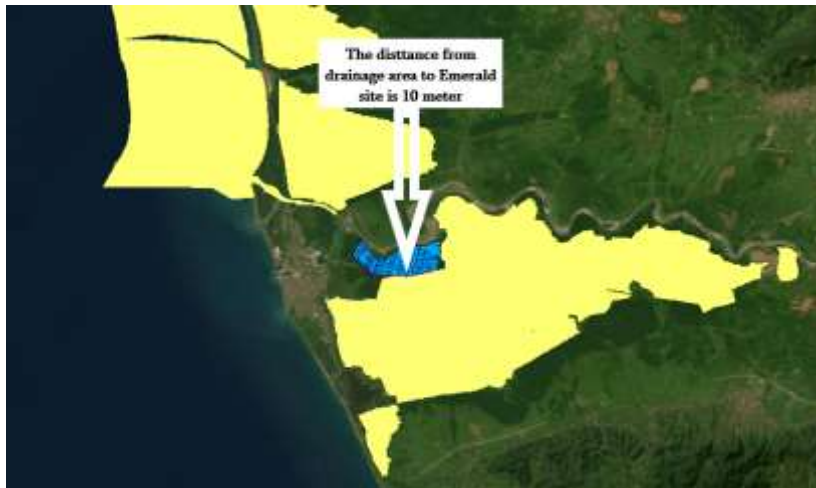 The disttance from
drainage area to Emerald
site is 10 meter